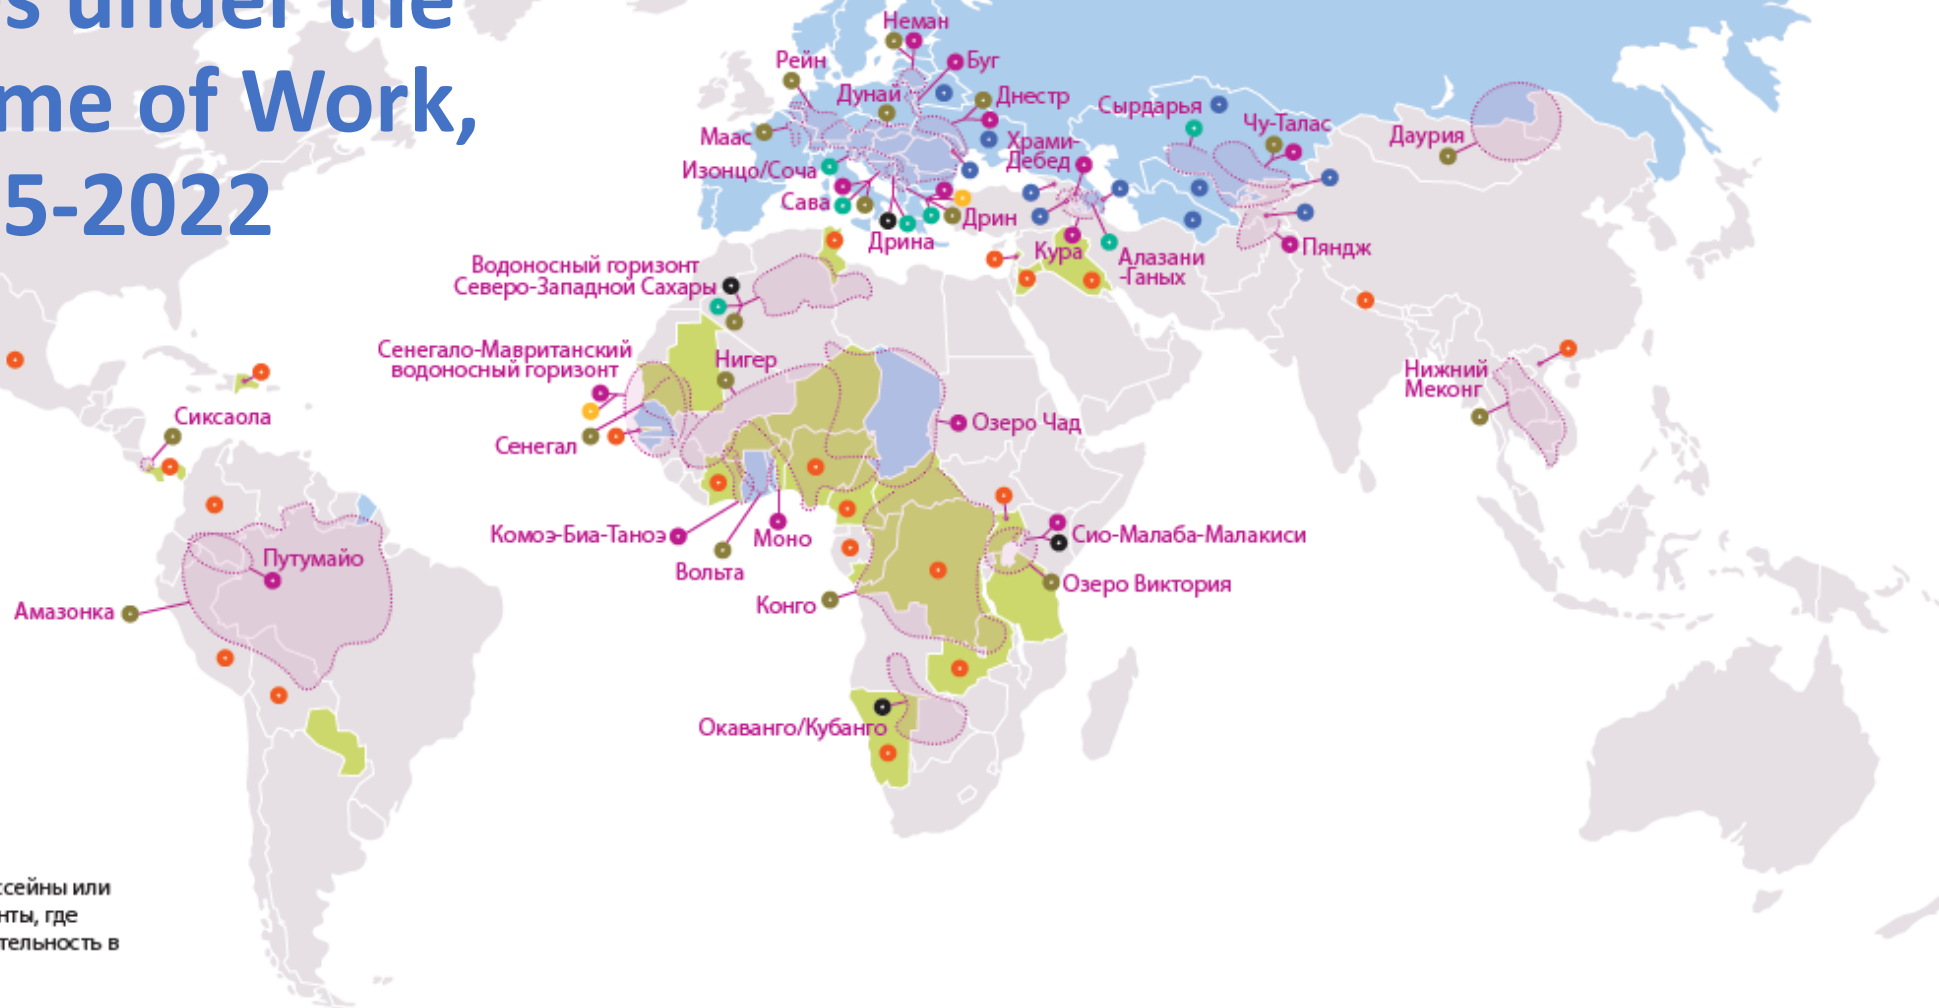 s under the
me of Work,
5-2022
Неман
Рейн
Буг
Дунай
Днестр
Сырдарья
Чу-Талас
Маас
Храми-
Дебед
Даурия
Изонцо/Соча
Сава
Дрин
Дрина
Кура
Алазани
-Ганых
Пяндж
Водоносный горизонт
Северо-Западной Сахары
Сенегало-Мавританский
водоносный горизонт
Нигер
Нижний
Меконг
Сиксаола
Сенегал
Озеро Чад
Комоэ-Биа-Таноэ
Моно
Сио-Малаба-Малакиси
Путумайо
Вольта
Озеро Виктория
Амазонка
Конго
Окаванго/Кубанго
ссейны или
нты, где
тельность в